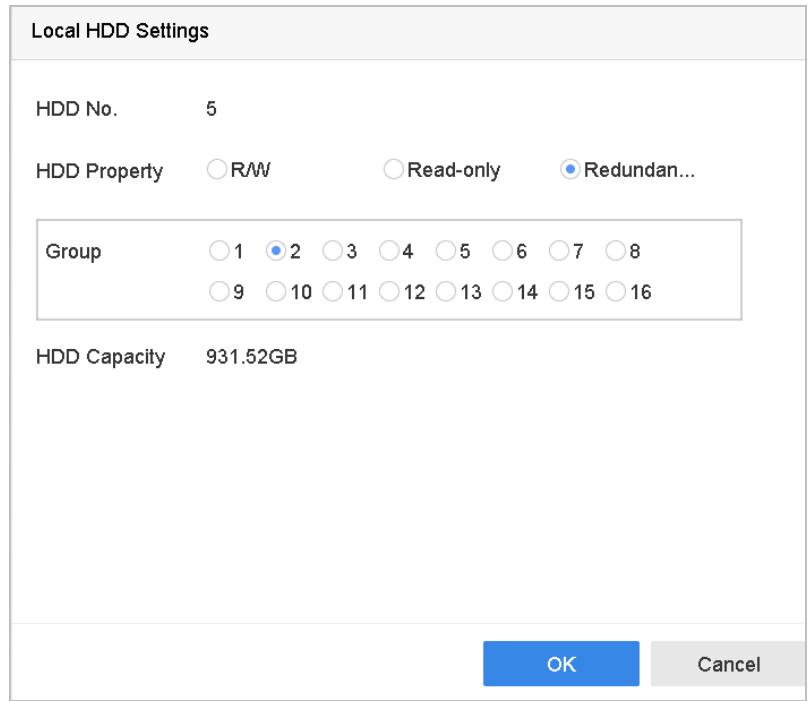 Local HDD Settings
HDD No. 5
HDD Property R/W Read-only Redundan...
Group 1 2 3 4 5 6 7 8
9 10 11 12 13 14 15 16
HDD Capacity 931.52GB
OK Cancel